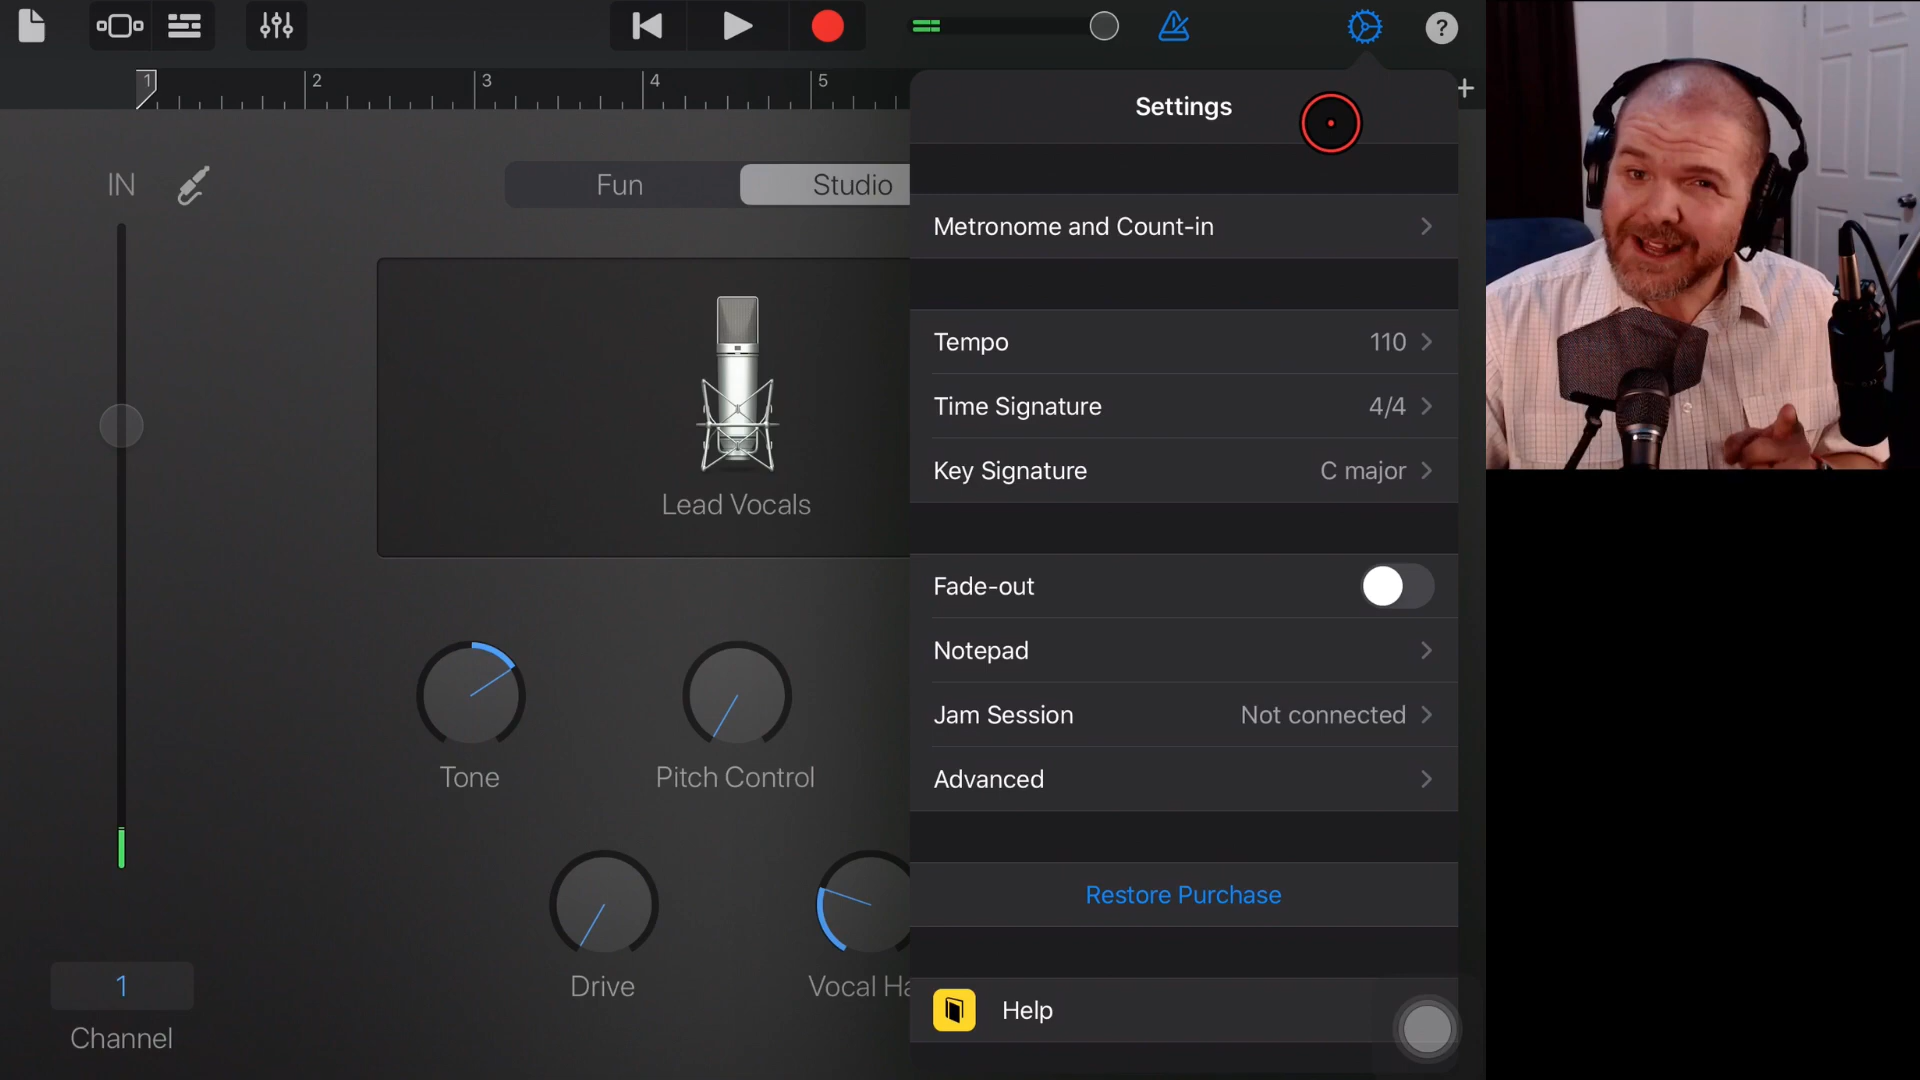 ?
1
2
3
4
5
+
Settings
IN
Fun
Studio
Lead Vocals
Tone
Pitch Control
Drive
Vocal Ha
1
Channel
Metronome and Count-in
Tempo 110
Time Signature 4/4
Key Signature C major
Fade-out
Notepad
Jam Session Not connected
Advanced
Restore Purchase
Help